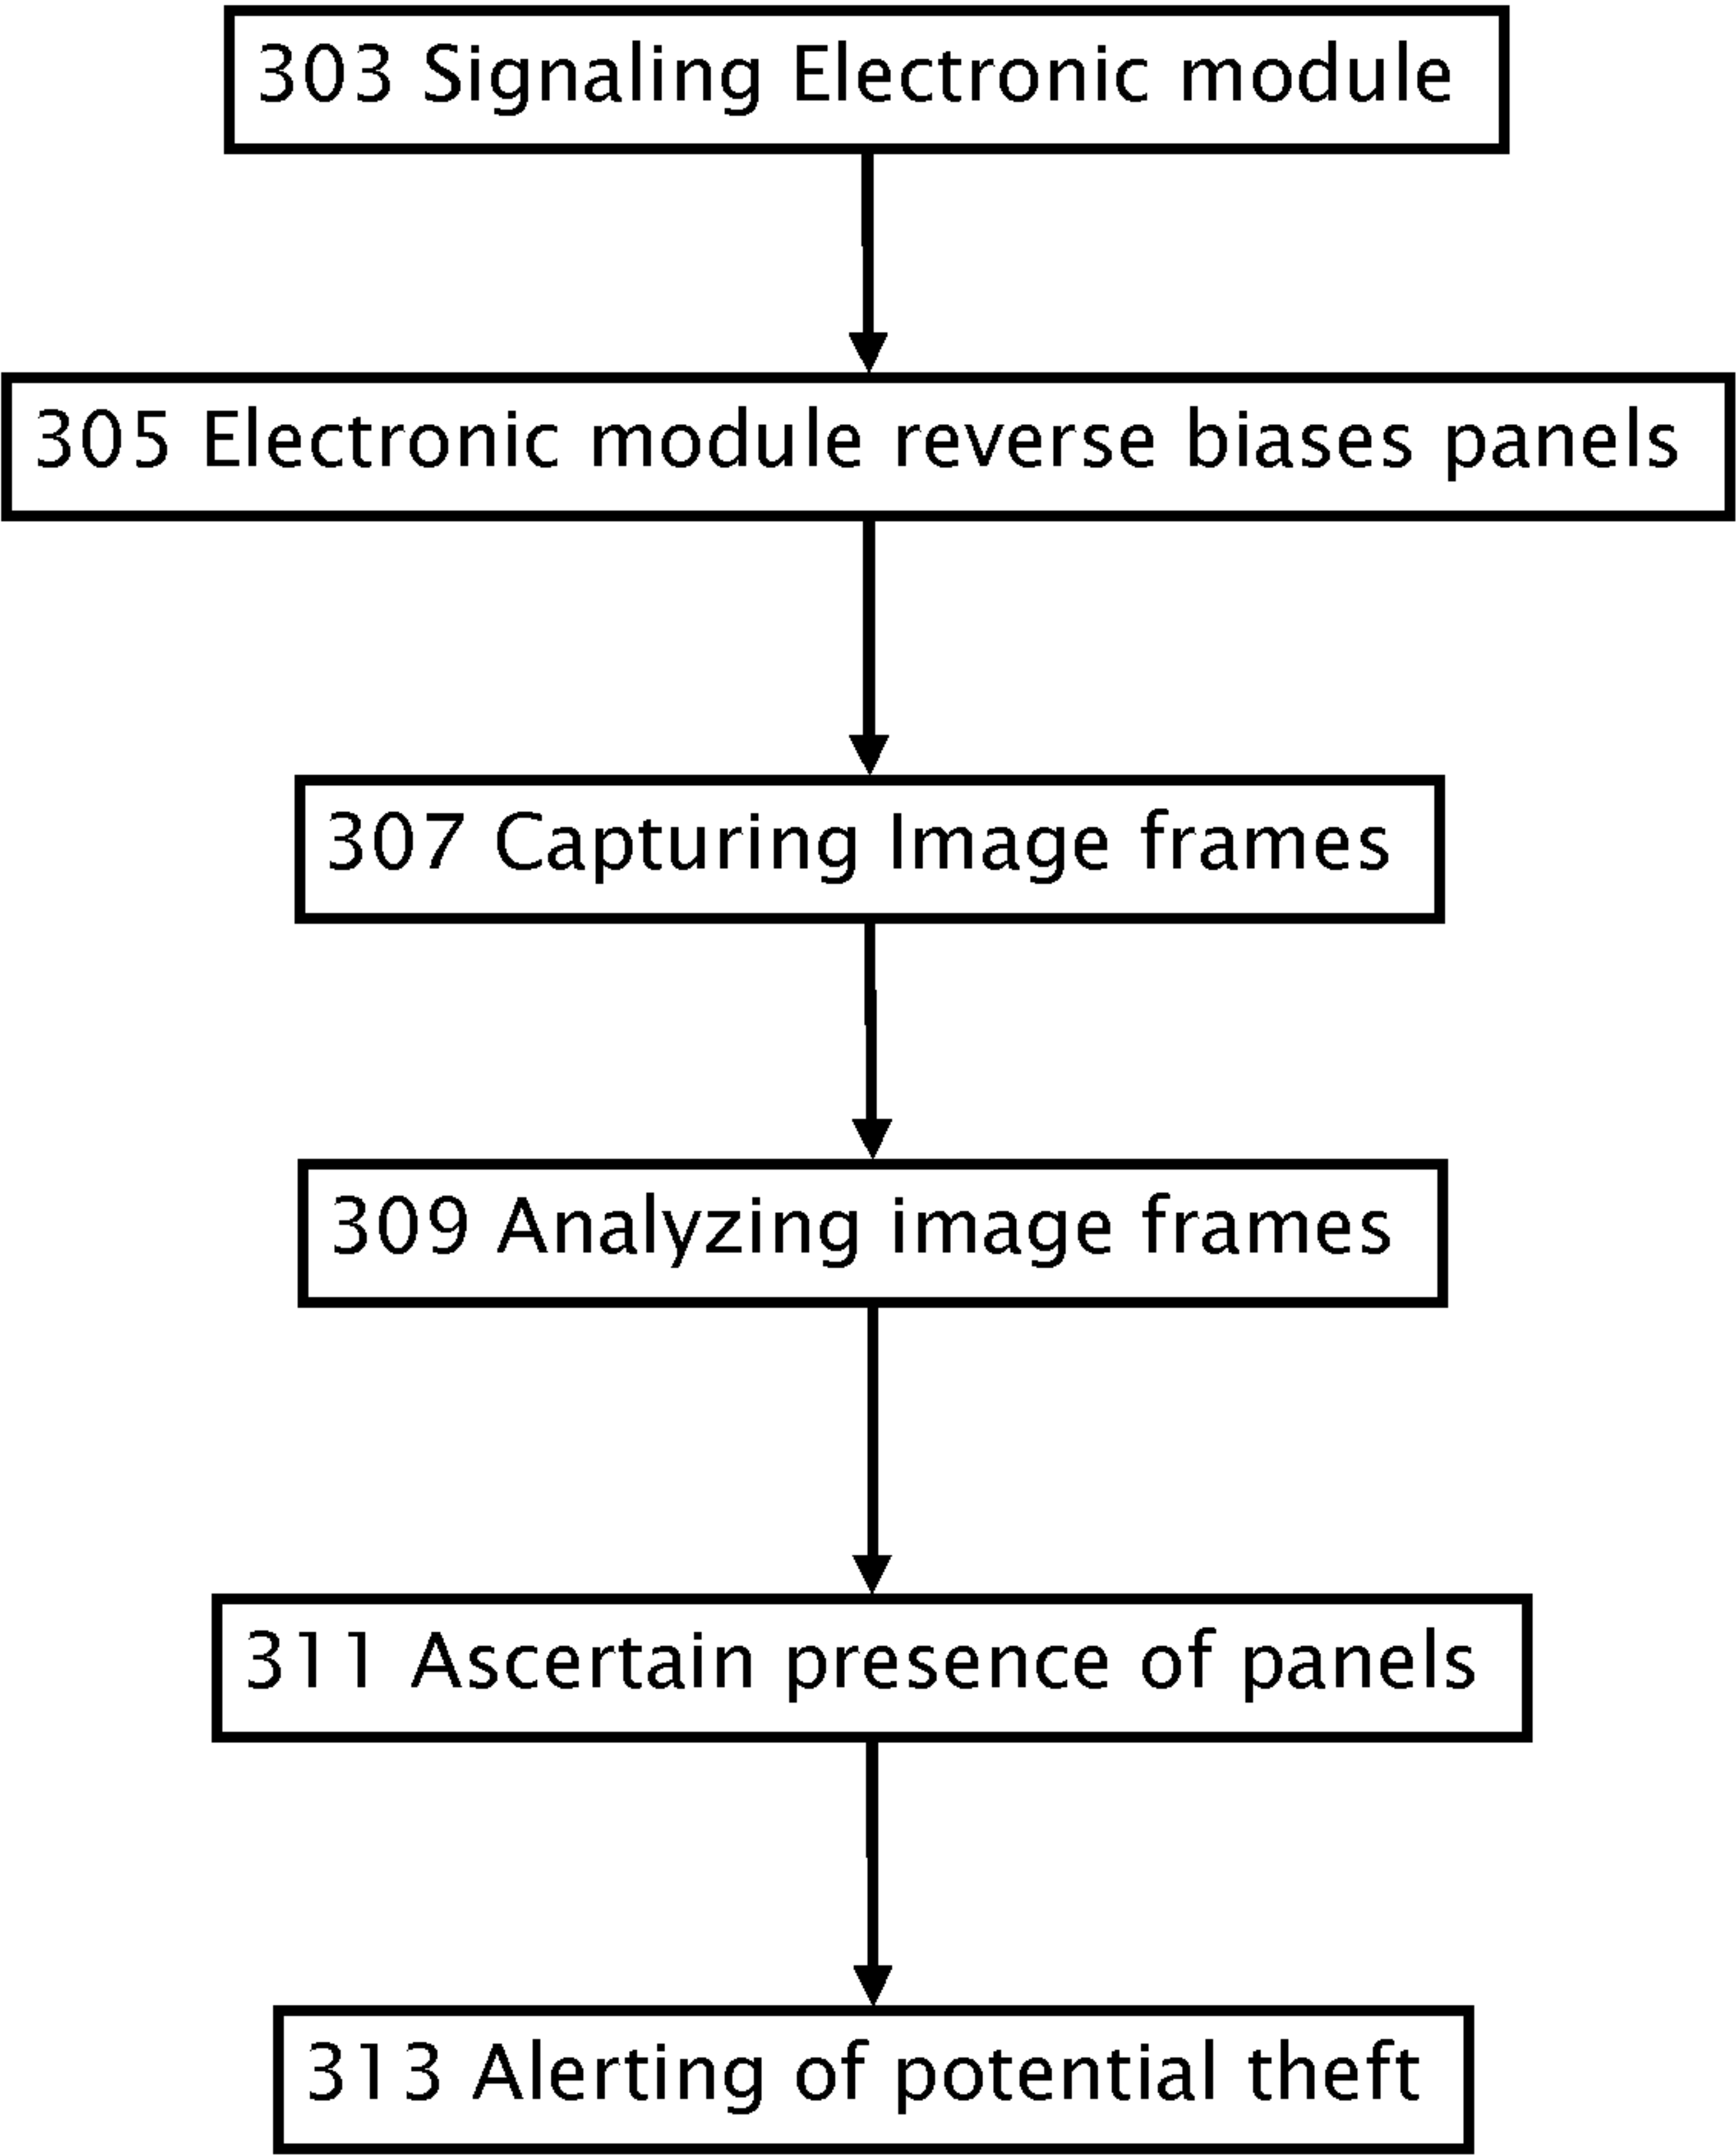 303 Signaling Electronic module
305 Electronic module reverse biases panels
307 Capturing Image frames
309 Analyzing image frames
311 Ascertain presence of panels
313 Alerting of potential theft